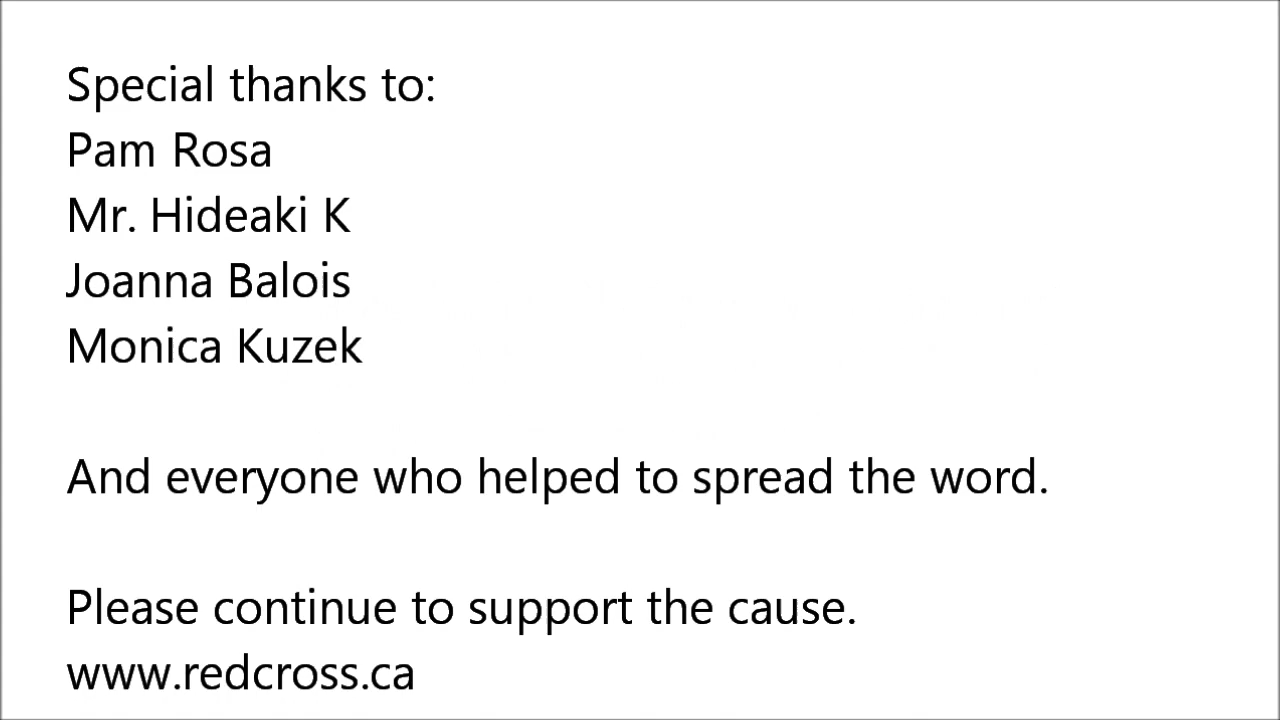 Special thanks to:
Pam Rosa
Mr. Hideaki K
Joanna Balois
Monica Kuzek
And everyone who helped to spread the word.
Please continue to support the cause.
www.redcross.ca